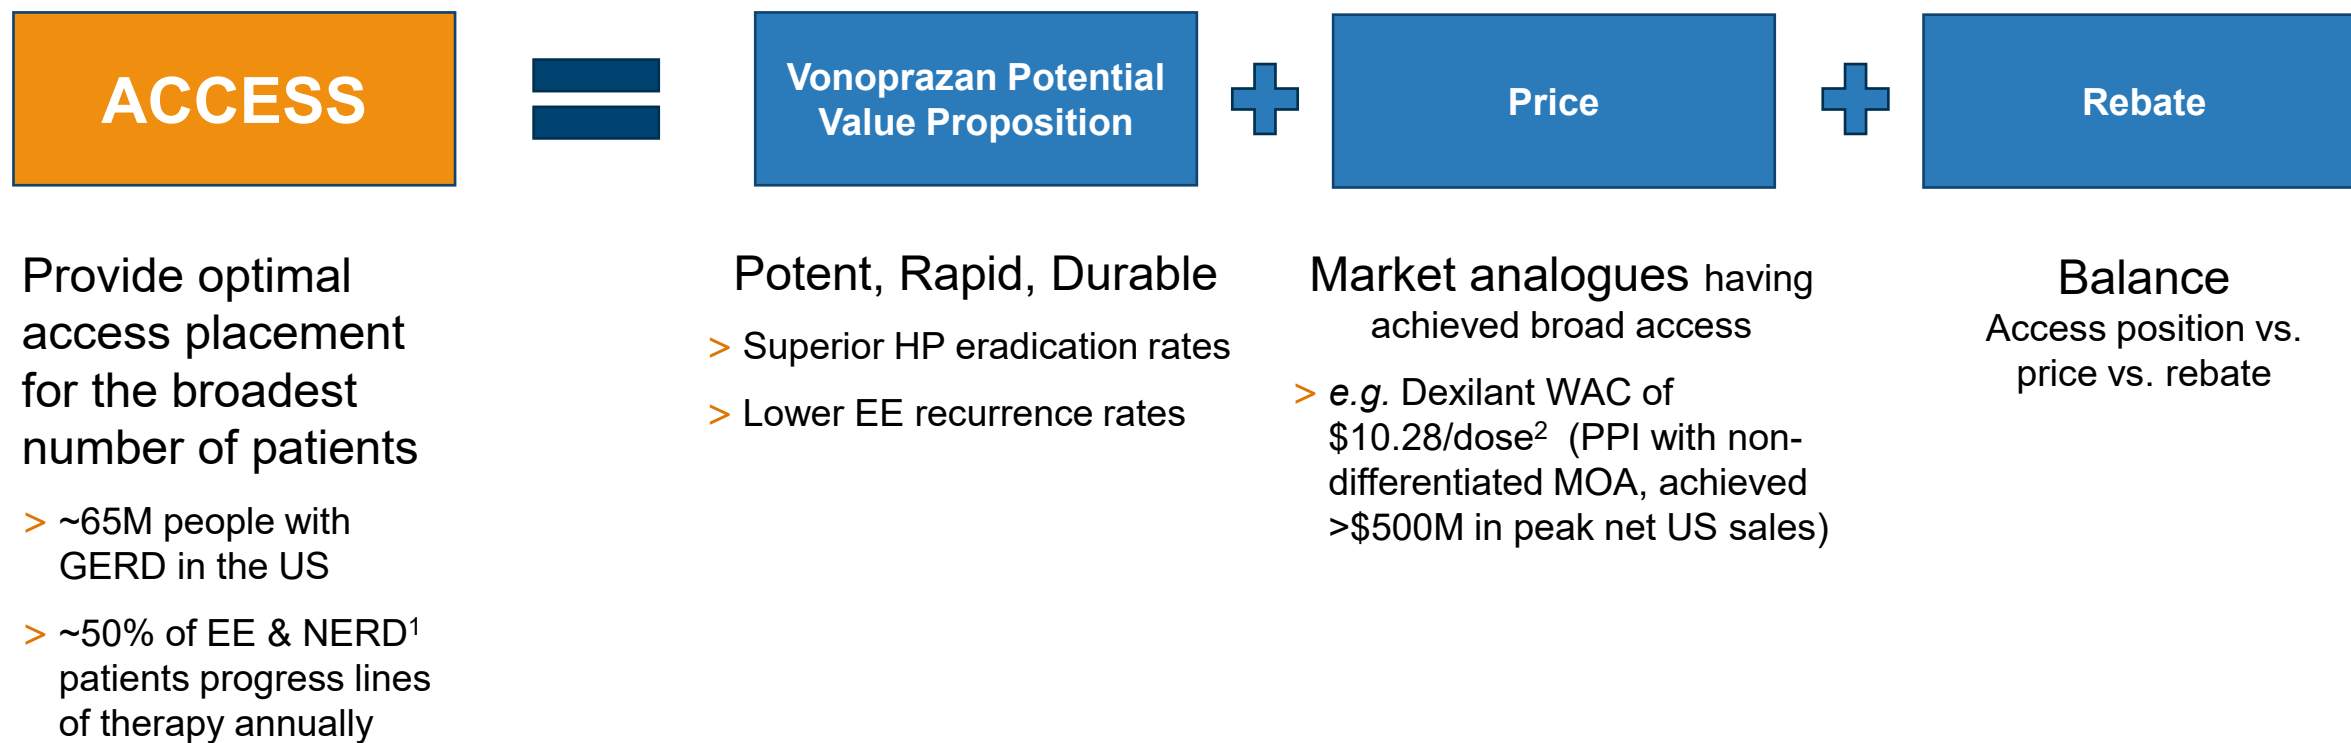 ACCESS
Vonoprazan Potential
Value Proposition
Price
Rebate
Provide optimal
access placement
for the broadest
number of patients
> ~65M people with
GERD in the US
> ~50% of EE & NERD¹
patients progress lines
of therapy annually
Potent, Rapid, Durable
> Superior HP eradication rates
> Lower EE recurrence rates
Market analogues having
achieved broad access
> e.g. Dexilant WAC of
$10.28/dose² (PPI with non-
differentiated MOA, achieved
>$500M in peak net US sales)
Balance
Access position vs.
price vs. rebate